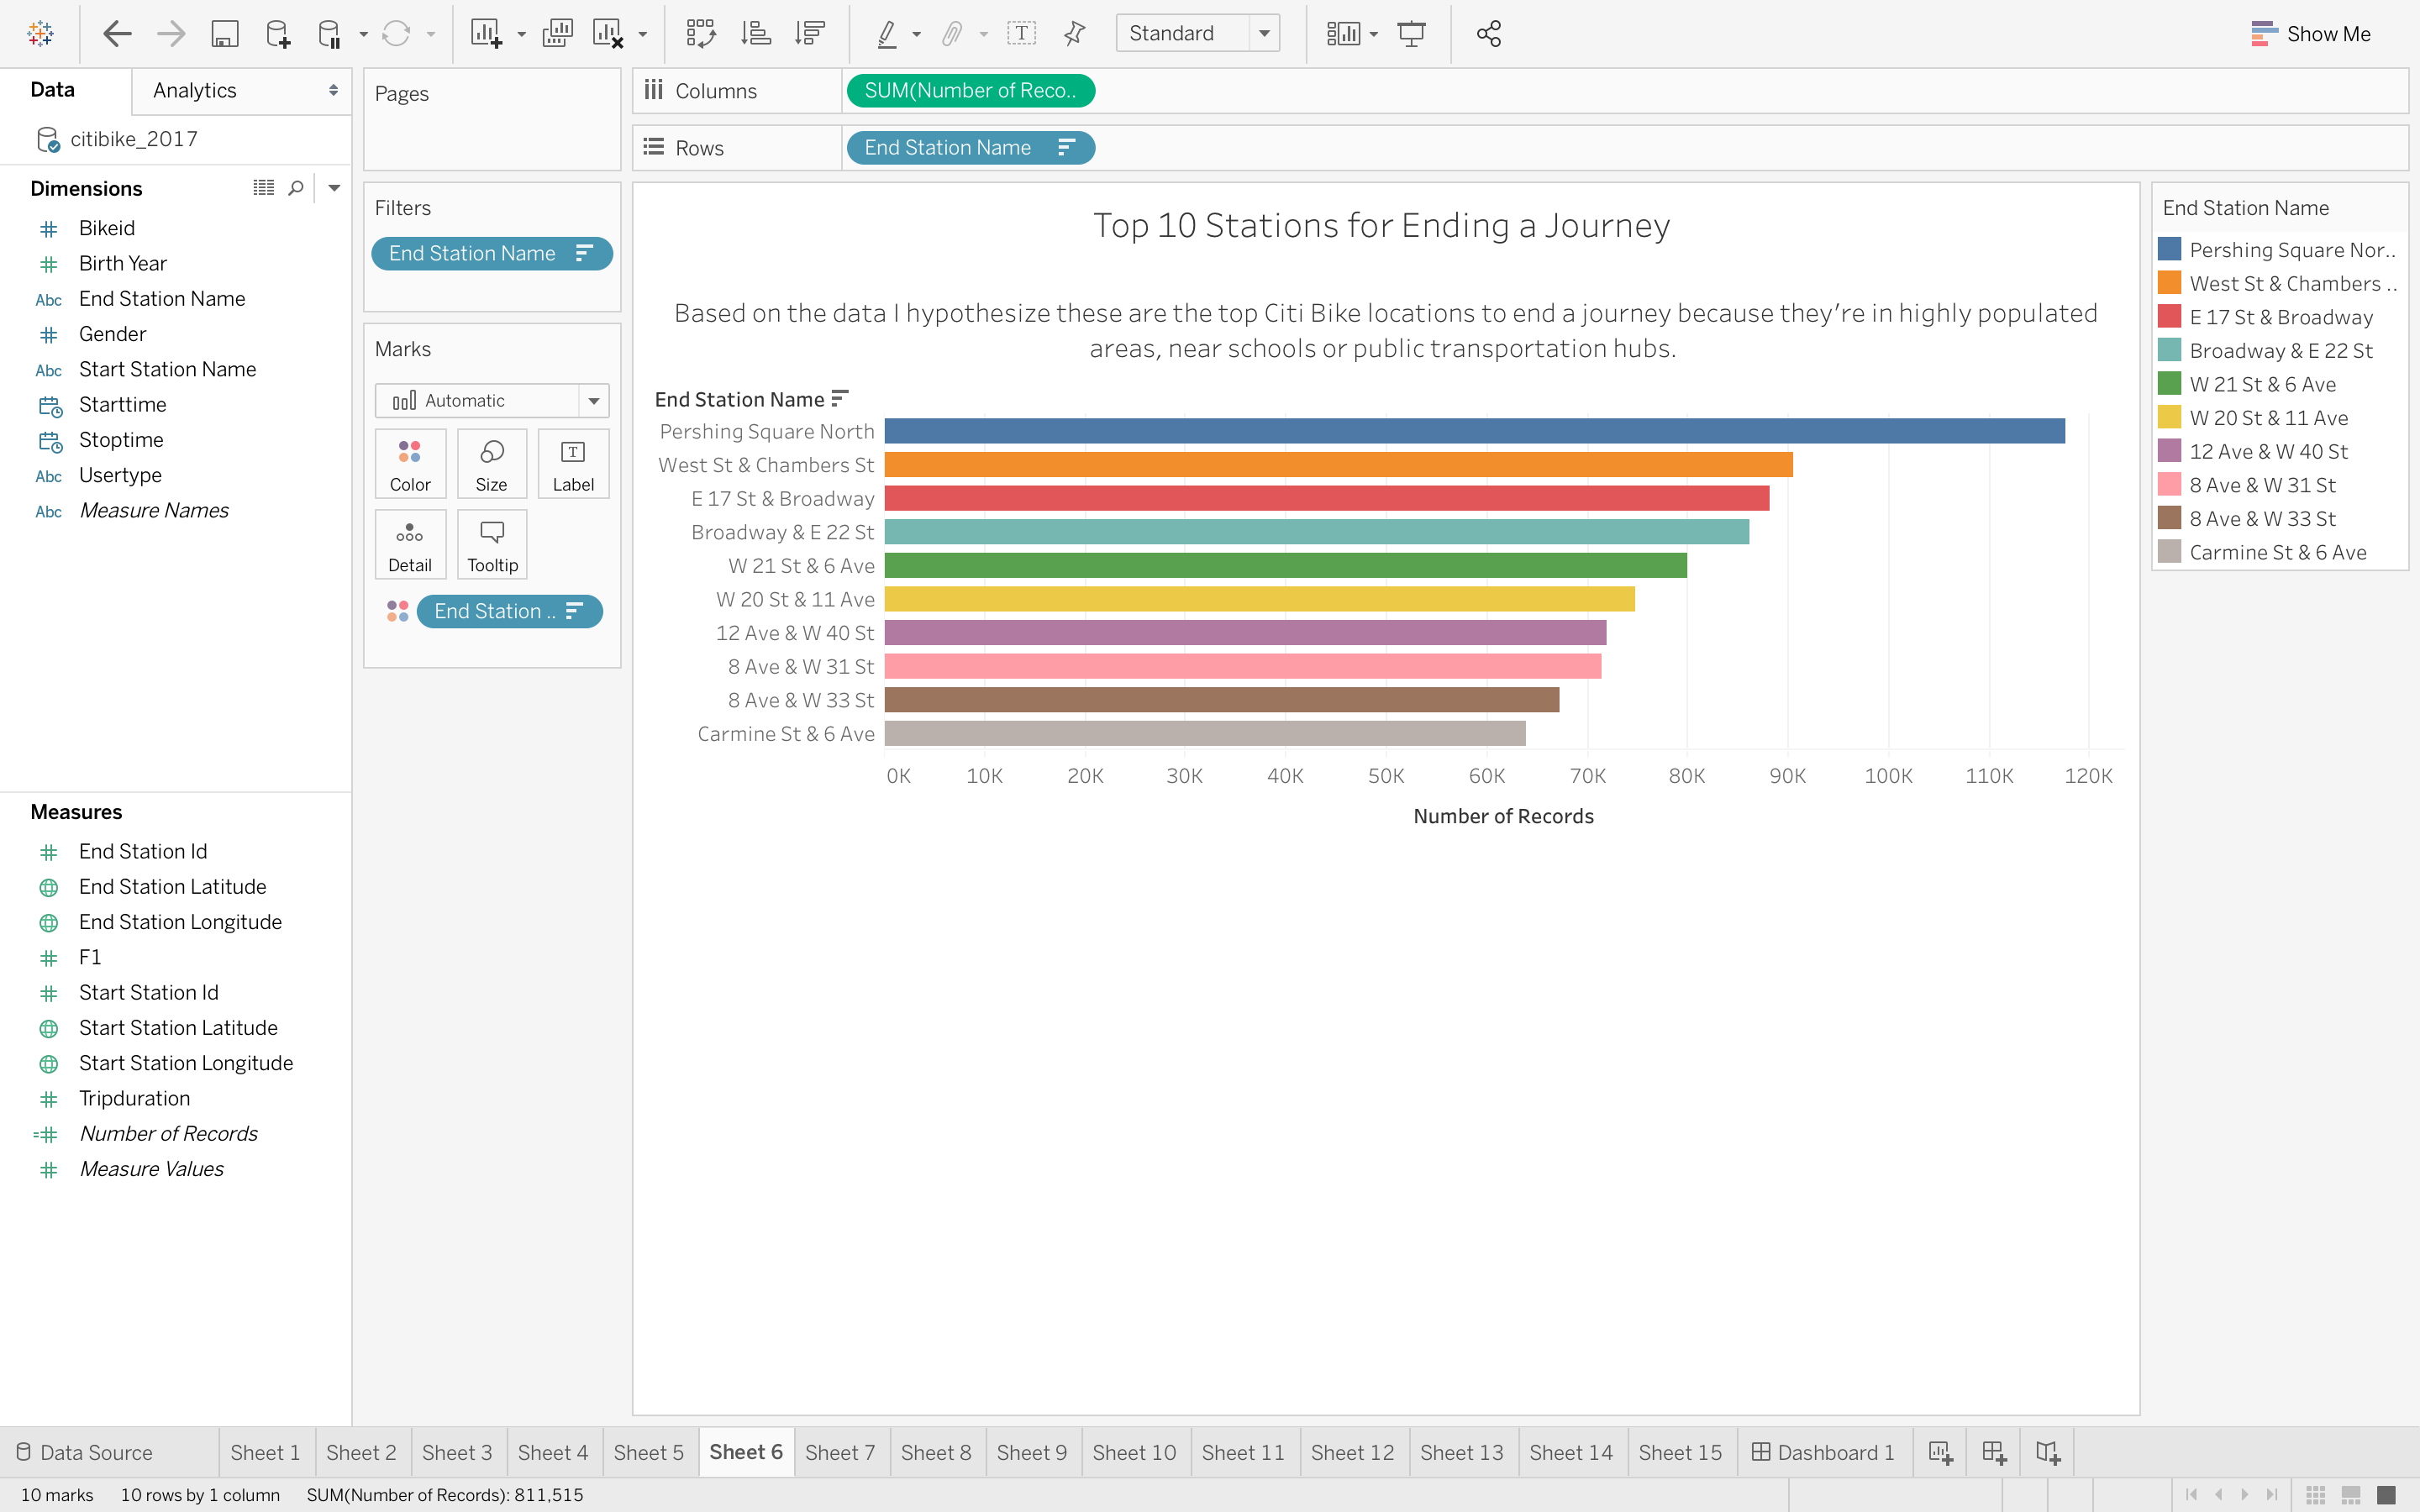 Standard
Show Me
Data
Analytics
citibike_2017
Dimensions
Bikeid
Birth Year
Abc End Station Name
Gender
Abc Start Station Name
Starttime
Stoptime
Abc Usertype
Abc Measure Names
Measures
End Station Id
End Station Latitude
End Station Longitude
F1
Start Station Id
Start Station Latitude
Start Station Longitude
Tripduration
Number of Records
Measure Values
Pages
Filters
End Station Name
Marks
Automatic
Color
Size
T
Label
Detail
Tooltip
End Station ..
Columns
SUM(Number of Reco..
Rows
End Station Name
Top 10 Stations for Ending a Journey
Based on the data I hypothesize these are the top Citi Bike locations to end a journey because they're in highly populated
areas, near schools or public transportation hubs.
End Station Name
Pershing Square North
West St & Chambers St
E 17 St & Broadway
Broadway & E 22 St
W 21 St & 6 Ave
W 20 St & 11 Ave
12 Ave & W 40 St
8 Ave & W 31 St
8 Ave & W 33 St
Carmine St & 6 Ave
0K 10K 20K 30K 40K 50K 60K 70K 80K 90K 100K 110K 120K
Number of Records
End Station Name
Pershing Square Nor..
West St & Chambers ..
E 17 St & Broadway
Broadway & E 22 St
W 21 St & 6 Ave
W 20 St & 11 Ave
12 Ave & W 40 St
8 Ave & W 31 St
8 Ave & W 33 St
Carmine St & 6 Ave
Data Source Sheet 1 Sheet 2 Sheet 3 Sheet 4 Sheet 5 Sheet 6 Sheet 7 Sheet 8 Sheet 9 Sheet 10 Sheet 11 Sheet 12 Sheet 13 Sheet 14 Sheet 15 Dashboard 1
10 marks 10 rows by 1 column SUM(Number of Records): 811,515